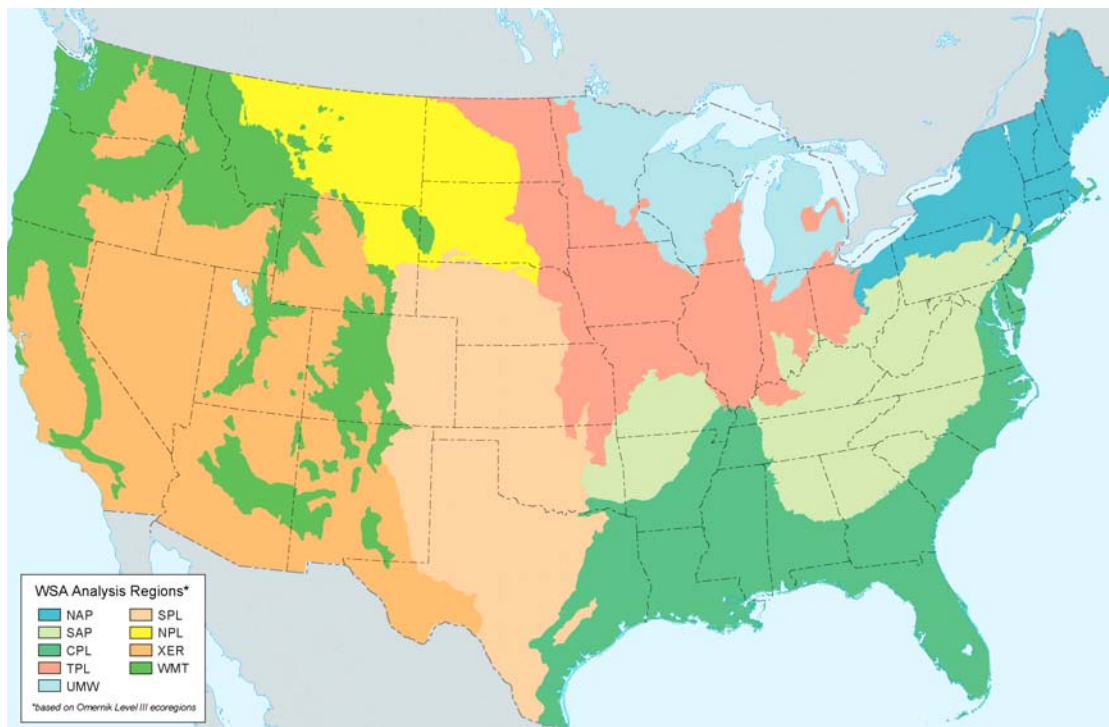 WSA Analysis Regions*
NAP
SAP
CPL
TPL
UMW
SPL
NPL
XER
WMT
*based on Omernik Level III ecoregions